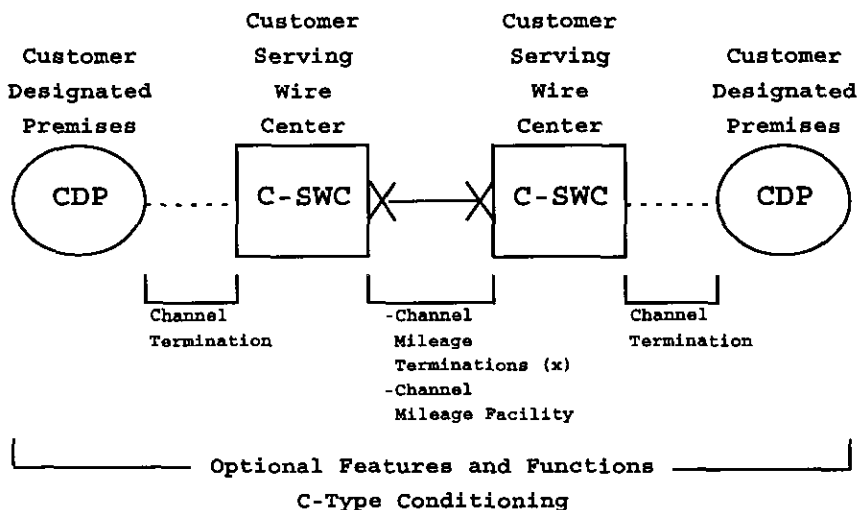 Customer
Designated
Premises
Customer
Serving
Wire
Center
Customer
Serving
Wire
Center
Customer
Designated
Premises
CDP
C-SWC
C-SWC
CDP
Channel
Termination
-Channel
Mileage
Terminations (x)
-Channel
Mileage Facility
Channel
Termination
Optional Features and Functions
C-Type Conditioning